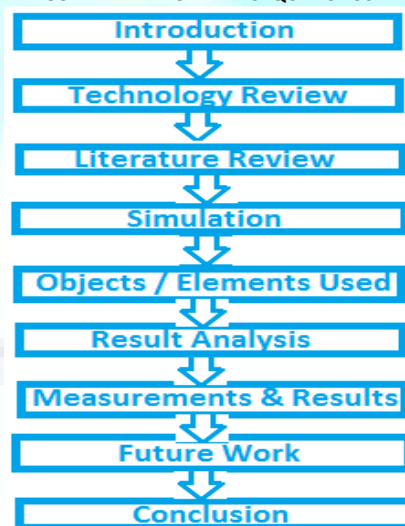 Introduction
Technology Review
Literature Review
Simulation
Objects / Elements Used
Result Analysis
Measurements & Results
Future Work
Conclusion